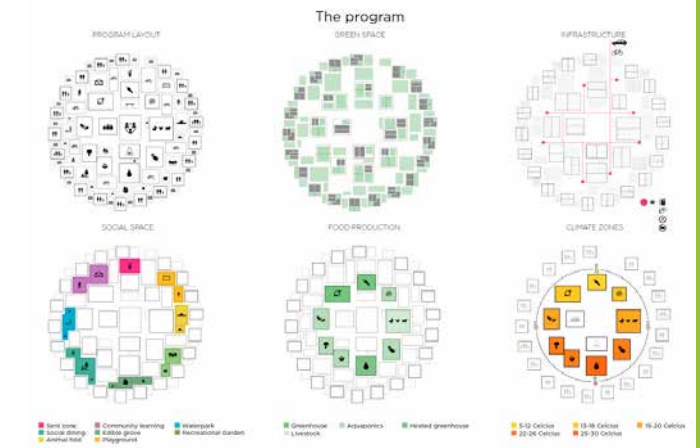 The program
PROGRAM LAYOUT
GREEN SPACE
INFRASTRUCTURE
SOCIAL SPACE
FOOD PRODUCTION
CLIMATE ZONES
Sent zone
Community learning
Waterpark
Social dining
Edible grove
Recreational Garden
Animal fold
Playground
Greenhouse
Aquaponics
Heated greenhouse
Livestock
5-12 Celcius
13-18 Celcius
15-20 Celcius
22-26 Celcius
25-30 Celcius